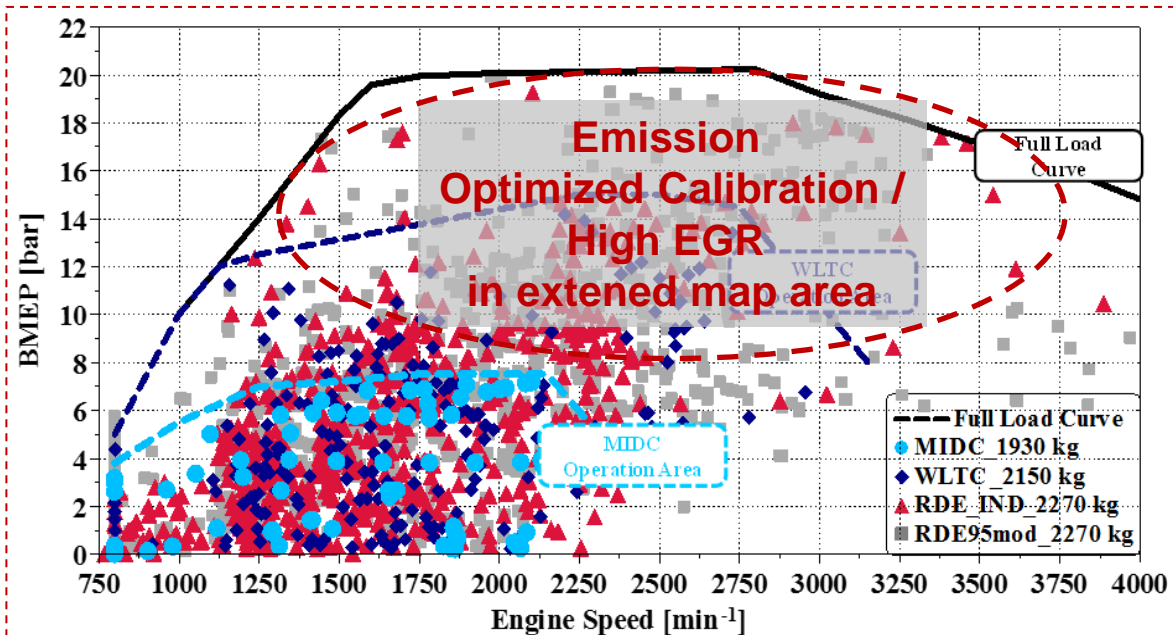 22
20
18
16
14
12
10
8
6
4
2
0
BMEP [bar]
Emission
Optimized Calibration /
High EGR
in extened map area
Full Load
Curve
WLTC
Operation Area
MIDC
Operation Area
Full Load Curve
MIDC_1930 kg
WLTC_2150 kg
RDE_IND_2270 kg
RDE95mod_2270 kg
750 1000 1250 1500 1750 2000 2250 2500 2750 3000 3250 3500 3750 4000
Engine Speed [min⁻¹]